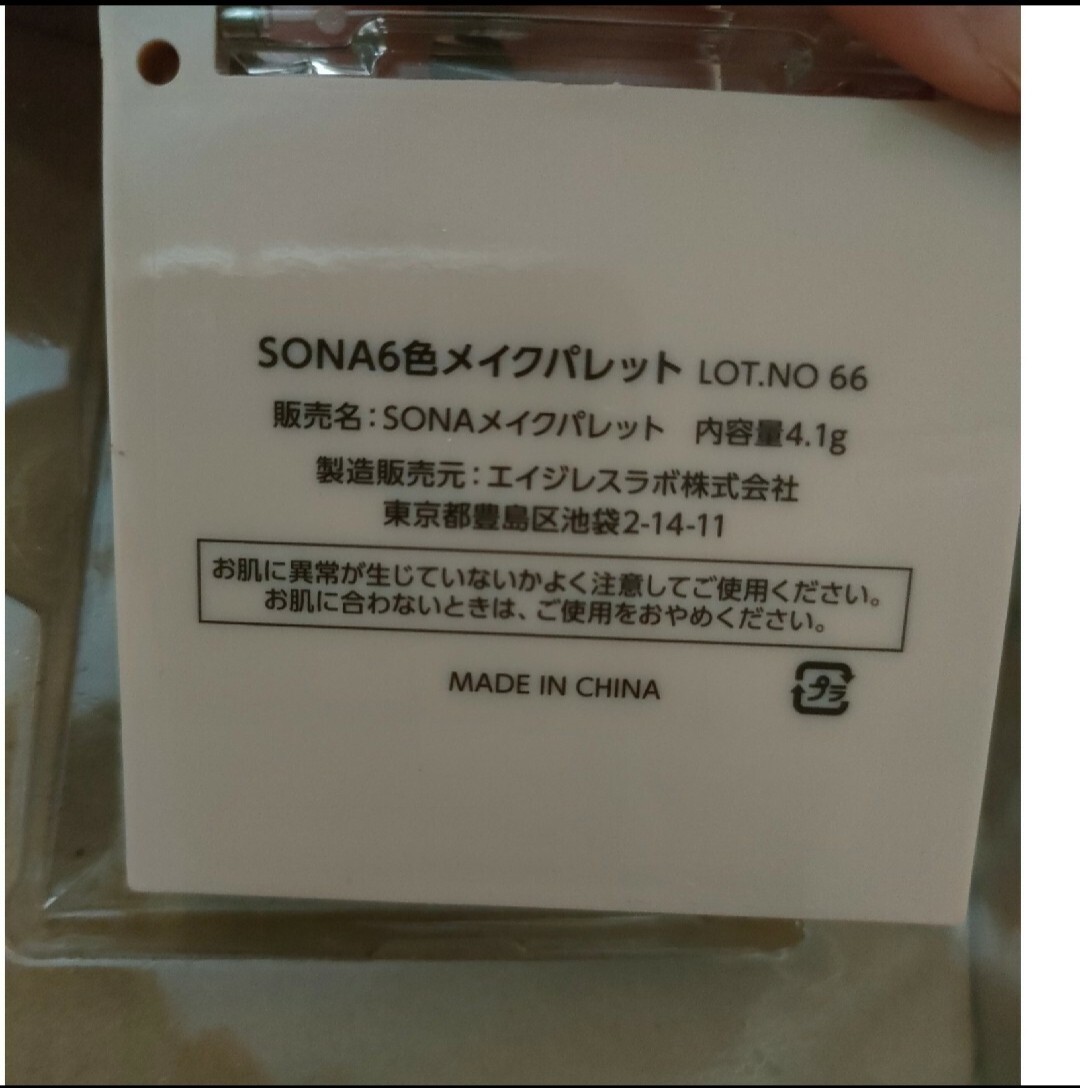 SONA6色メイクパレット LOT.NO 66
販売名:SONAメイクパレット 内容量4.1g
製造販売元:エイジレスラボ株式会社
東京都豊島区池袋2-14-11
お肌に異常が生じていないかよく注意してご使用ください。
お肌に合わないときは、ご使用をおやめください。
MADE IN CHINA
プラ